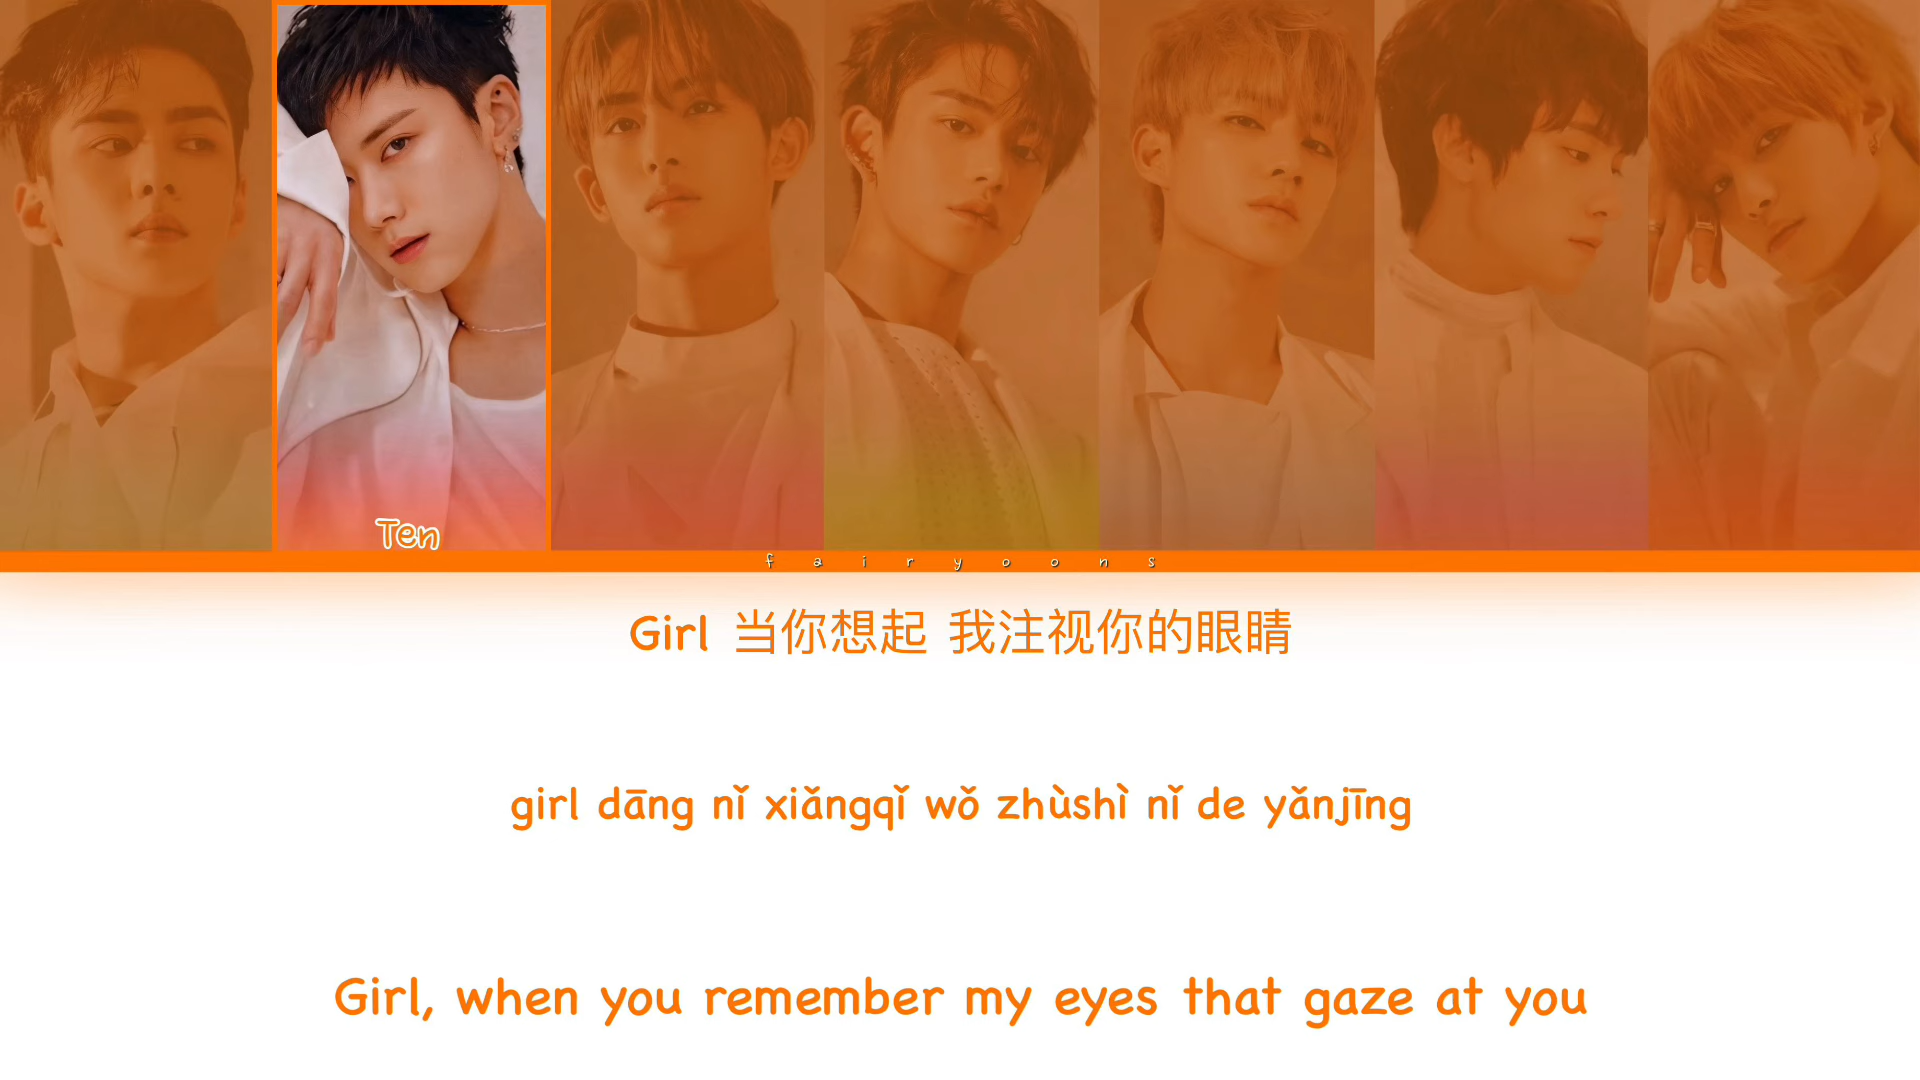 Ten
fairyoons
Girl 当你想起 我注视你的眼睛
girl dāng nǐ xiǎngqǐ wǒ zhùshì nǐ de yǎnjīng
Girl, when you remember my eyes that gaze at you